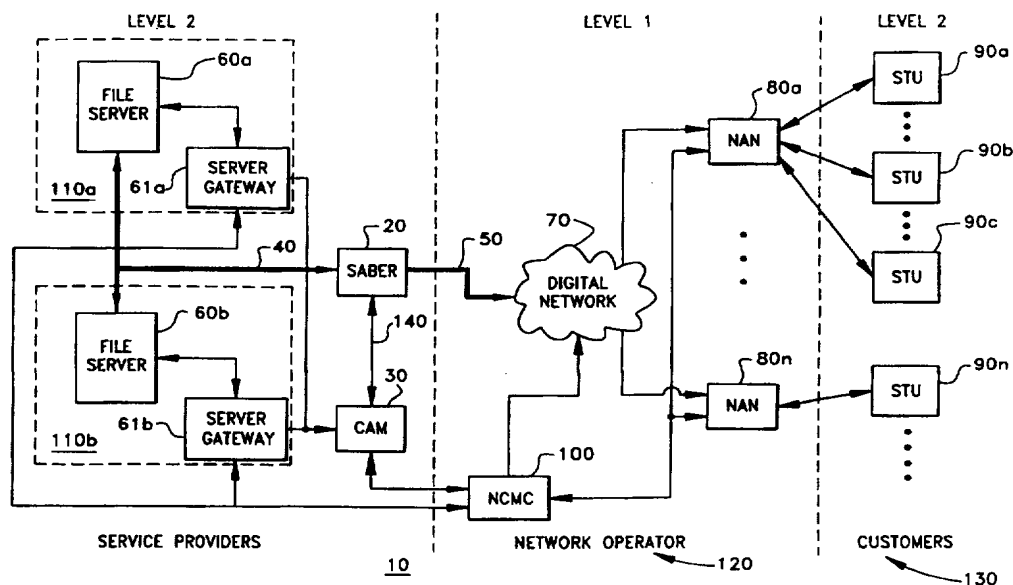 LEVEL 2
LEVEL 1
LEVEL 2
60a
FILE
SERVER
61a
SERVER
GATEWAY
110a
20
SABER
40
50
140
60b
FILE
SERVER
61b
SERVER
GATEWAY
110b
30
CAM
70
DIGITAL
NETWORK
80a
NAN
80n
NAN
100
NCMC
90a
STU
90b
STU
90c
STU
90n
STU
SERVICE PROVIDERS
10
NETWORK OPERATOR
120
CUSTOMERS
130